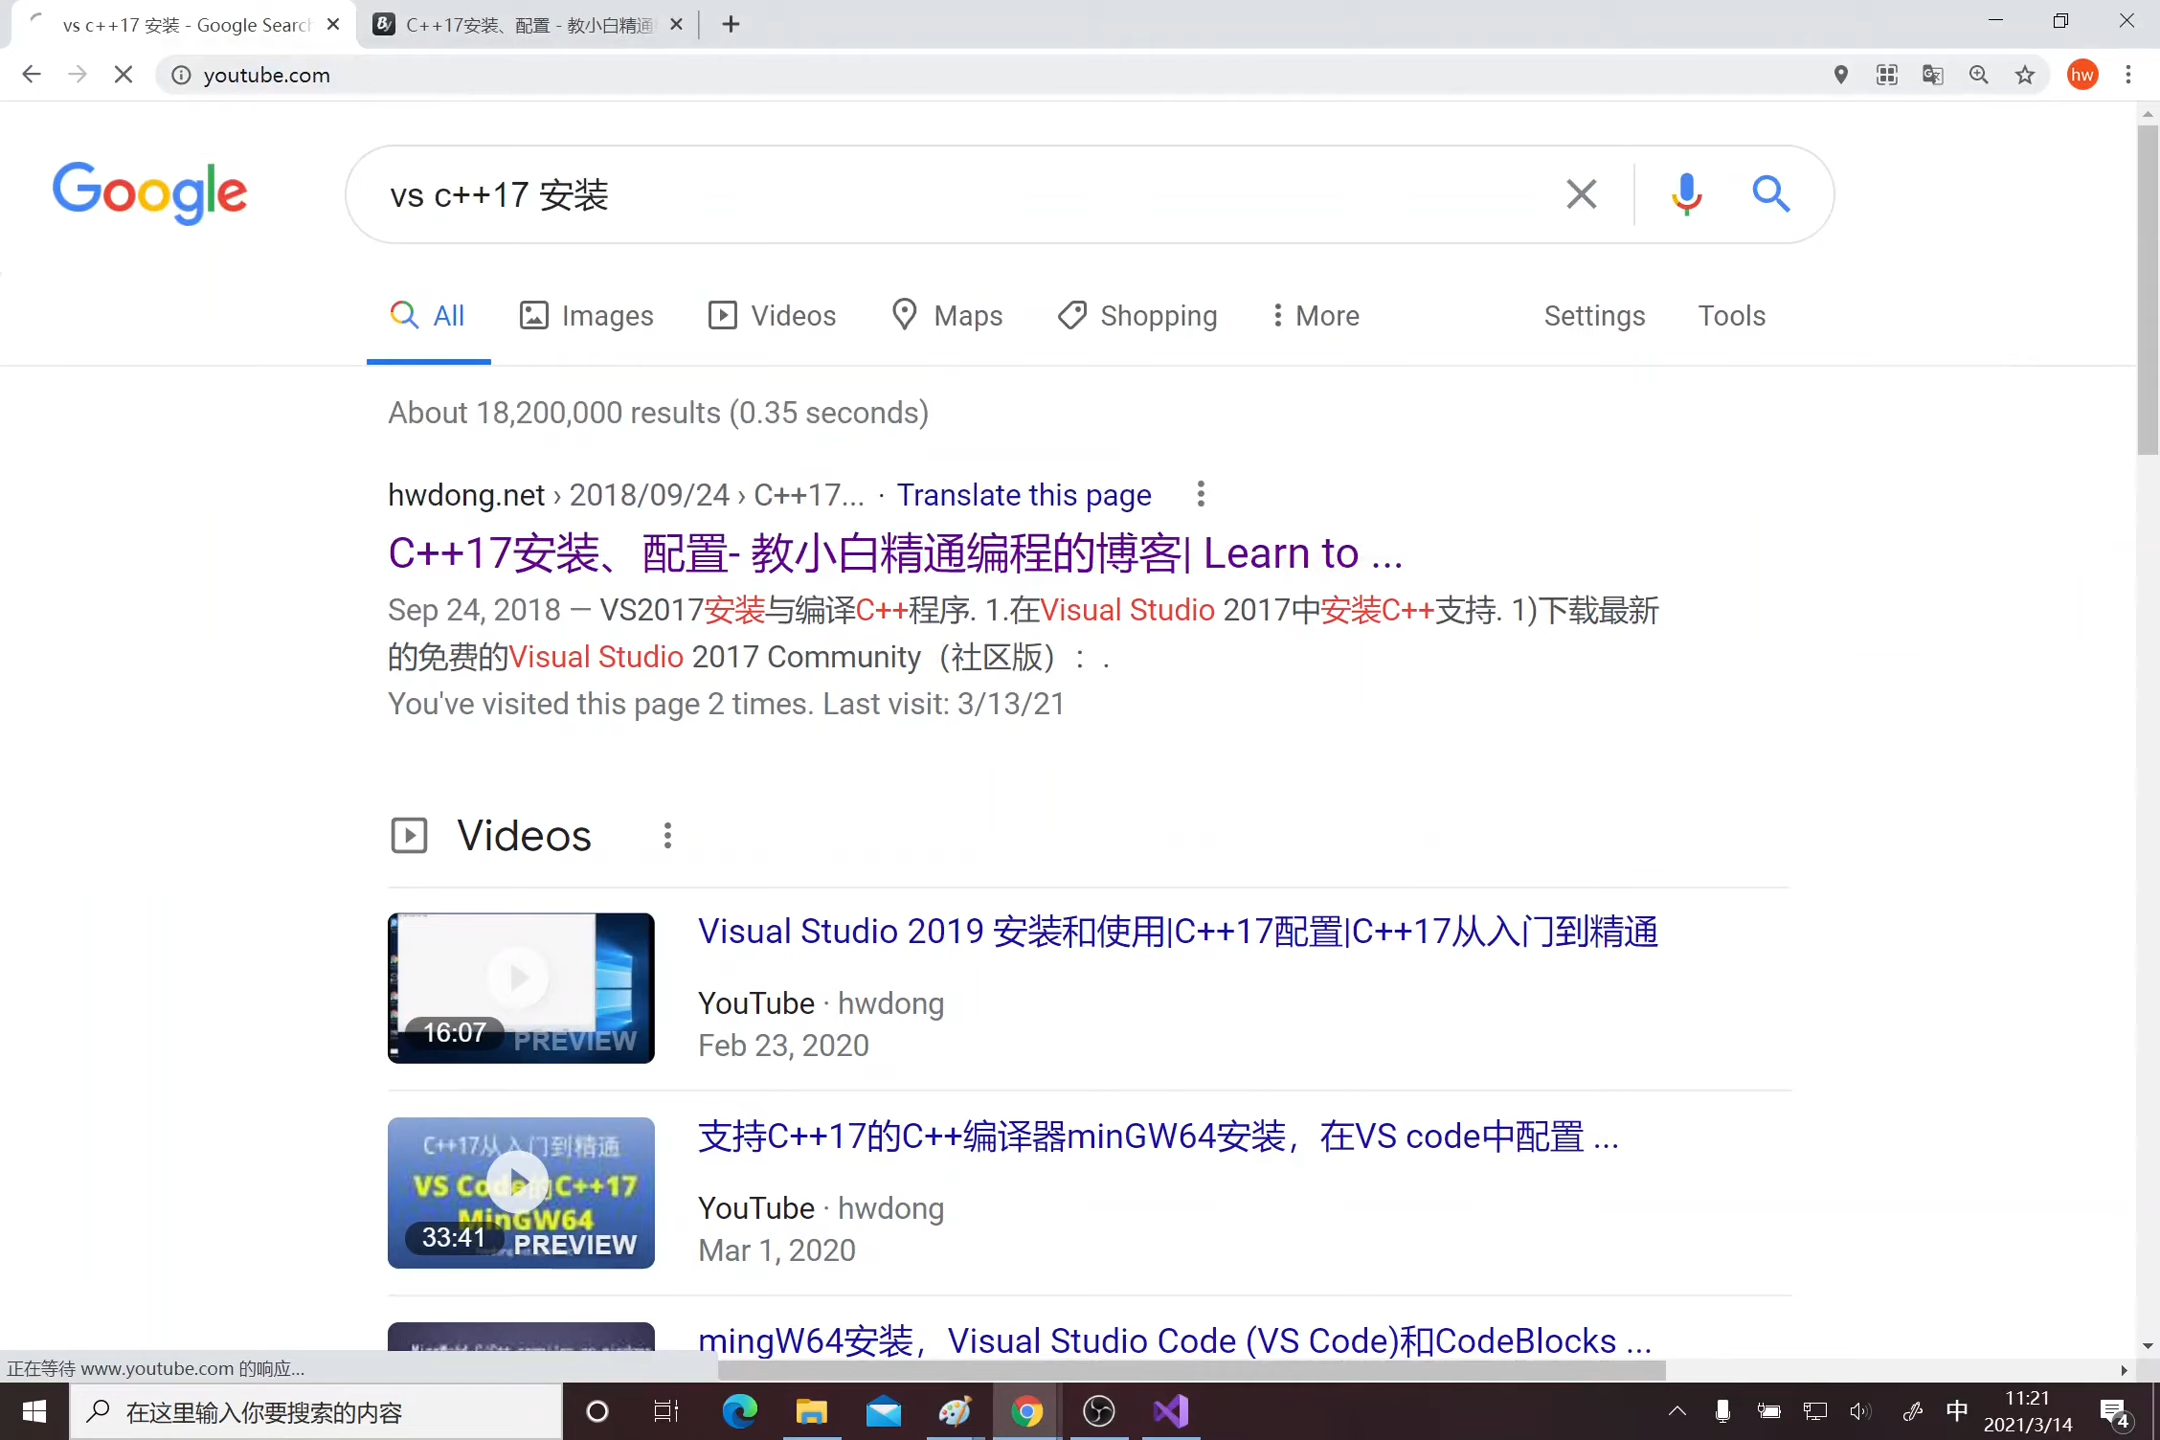 vs c++17 安装 - Google Search
C++17安装、配置 - 教小白精通
youtube.com
hw
Google
vs c++17 安装
All
Images
Videos
Maps
Shopping
More
Settings
Tools
About 18,200,000 results (0.35 seconds)
hwdong.net › 2018/09/24 › C++17... · Translate this page
C++17安装、配置- 教小白精通编程的博客| Learn to ...
Sep 24, 2018 — VS2017安装与编译C++程序. 1.在Visual Studio 2017中安装C++支持. 1)下载最新
的免费的Visual Studio 2017 Community（社区版）：.
You've visited this page 2 times. Last visit: 3/13/21
Videos
16:07 PREVIEW
Visual Studio 2019 安装和使用|C++17配置|C++17从入门到精通
YouTube · hwdong
Feb 23, 2020
C++17从入门到精通
VS Code的C++17
MinGW64
33:41 PREVIEW
支持C++17的C++编译器minGW64安装，在VS code中配置 ...
YouTube · hwdong
Mar 1, 2020
mingW64安装，Visual Studio Code (VS Code)和CodeBlocks ...
正在等待 www.youtube.com 的响应...
在这里输入你要搜索的内容
中
11:21
2021/3/14
4